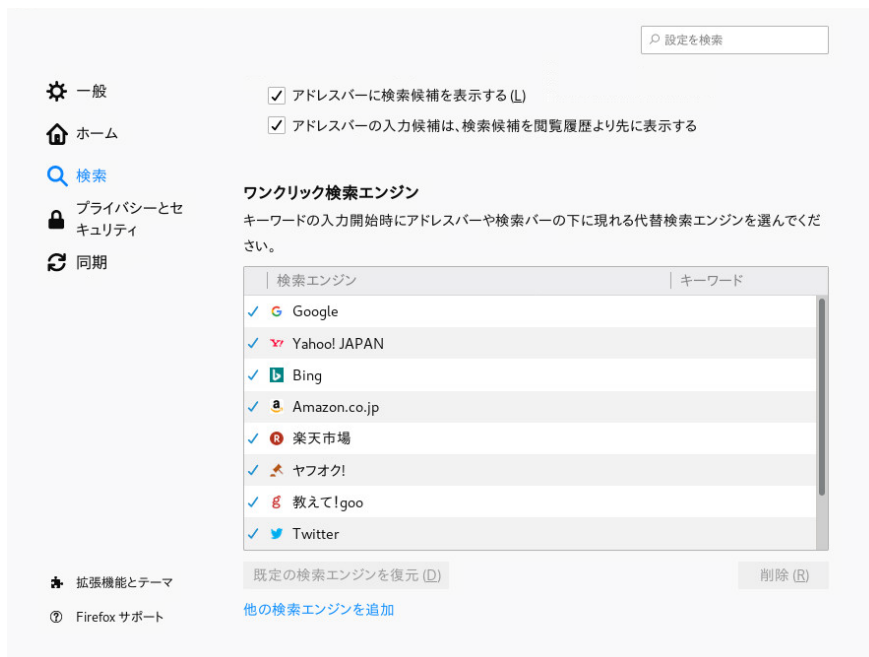 設定を検索
一般
ホーム
検索
プライバシーとセ
キュリティ
同期
拡張機能とテーマ
Firefox サポート
アドレスバーに検索候補を表示する(L)
アドレスバーの入力候補は、検索候補を閲覧履歴より先に表示する
ワンクリック検索エンジン
キーワードの入力開始時にアドレスバーや検索バーの下に現れる代替検索エンジンを選んでくだ
さい。
検索エンジン キーワード
Google
Yahoo! JAPAN
Bing
Amazon.co.jp
楽天市場
ヤフオク!
教えて!goo
Twitter
既定の検索エンジンを復元(D) 削除(R)
他の検索エンジンを追加